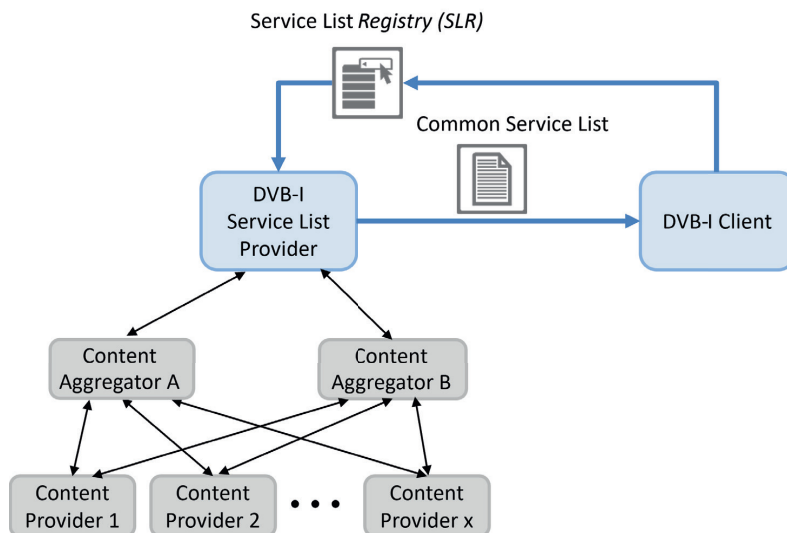 Service List Registry (SLR)
Common Service List
DVB-I
Service List
Provider
DVB-I Client
Content
Aggregator A
Content
Aggregator B
Content
Provider 1
Content
Provider 2
• • •
Content
Provider x